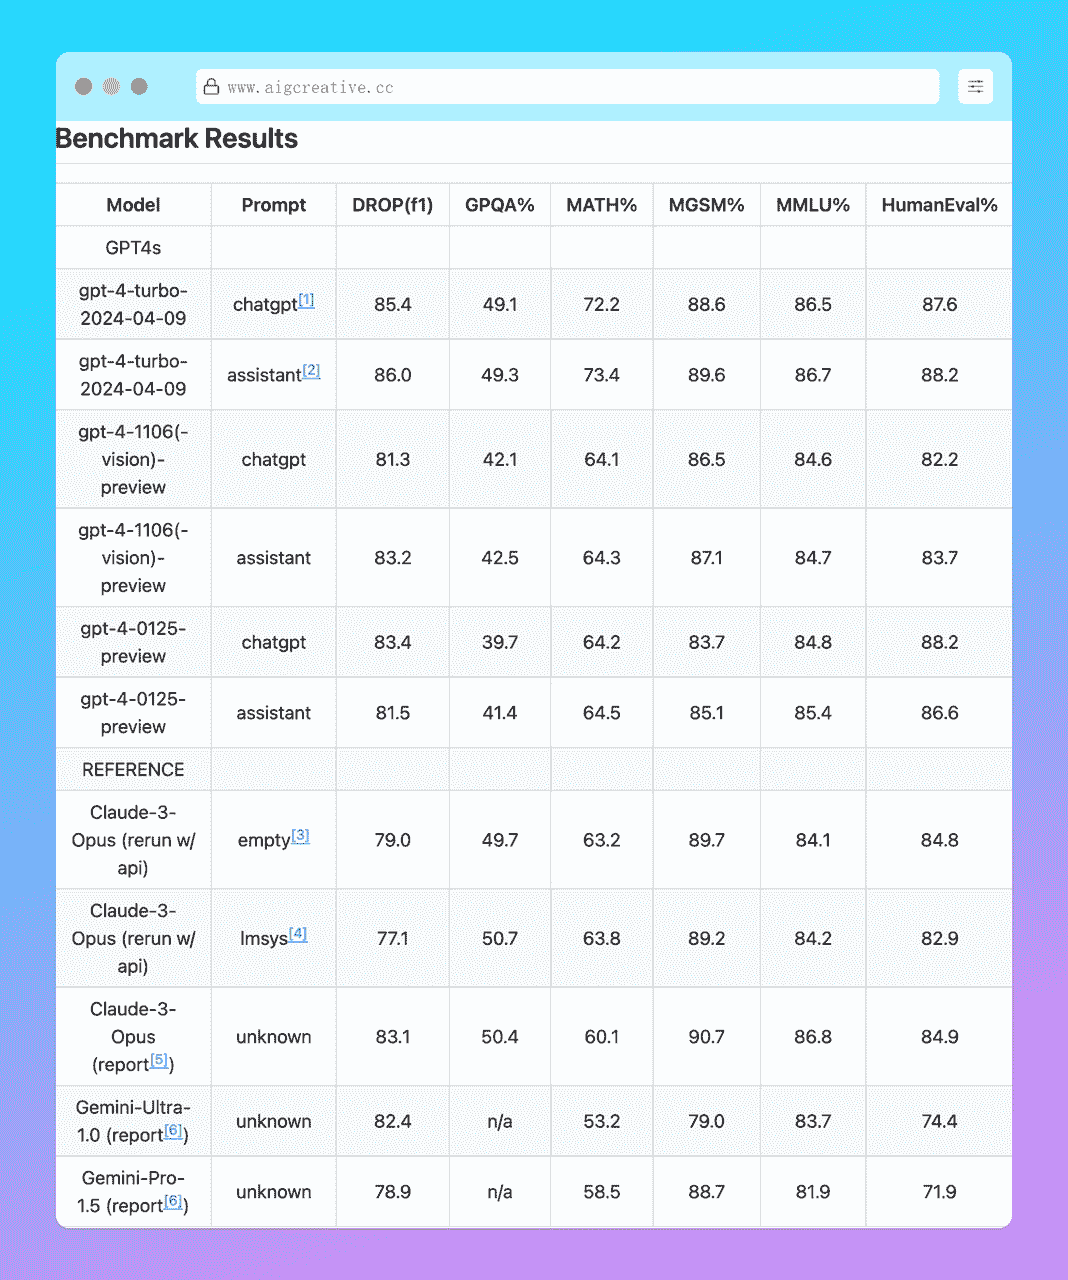 www.aigcreative.cc
Benchmark Results
Model Prompt DROP(f1) GPQA% MATH% MGSM% MMLU% HumanEval%
GPT4s
gpt-4-turbo-
2024-04-09 chatgpt[1] 85.4 49.1 72.2 88.6 86.5 87.6
gpt-4-turbo-
2024-04-09 assistant[2] 86.0 49.3 73.4 89.6 86.7 88.2
gpt-4-1106(-
vision)- chatgpt 81.3 42.1 64.1 86.5 84.6 82.2
preview
gpt-4-1106(-
vision)- assistant 83.2 42.5 64.3 87.1 84.7 83.7
preview
gpt-4-0125-
preview chatgpt 83.4 39.7 64.2 83.7 84.8 88.2
gpt-4-0125-
preview assistant 81.5 41.4 64.5 85.1 85.4 86.6
REFERENCE
Claude-3-
Opus (rerun w/ empty[3] 79.0 49.7 63.2 89.7 84.1 84.8
api)
Claude-3-
Opus (rerun w/ lmsys[4] 77.1 50.7 63.8 89.2 84.2 82.9
api)
Claude-3-
Opus unknown 83.1 50.4 60.1 90.7 86.8 84.9
(report[5])
Gemini-Ultra-
1.0 (report[6]) unknown 82.4 n/a 53.2 79.0 83.7 74.4
Gemini-Pro-
1.5 (report[6]) unknown 78.9 n/a 58.5 88.7 81.9 71.9